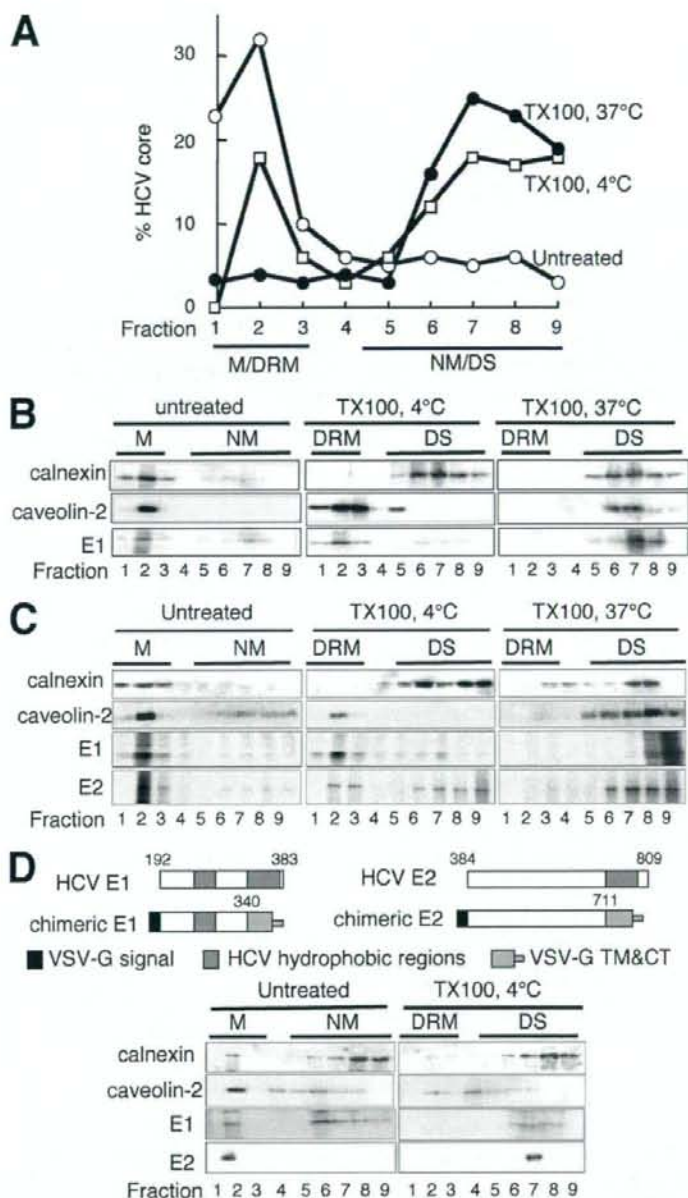 A
30
20
10
0
% HCV core
TX100, 37°C
TX100, 4°C
Untreated
Fraction 1 2 3 4 5 6 7 8 9
M/DRM NM/DS
B
untreated TX100, 4°C TX100, 37°C
M NM DRM DS DRM DS
calnexin
caveolin-2
E1
Fraction 1 2 3 4 5 6 7 8 9 1 2 3 4 5 6 7 8 9 1 2 3 4 5 6 7 8 9
C
Untreated TX100, 4°C TX100, 37°C
M NM DRM DS DRM DS
calnexin
caveolin-2
E1
E2
Fraction 1 2 3 4 5 6 7 8 9 1 2 3 4 5 6 7 8 9 1 2 3 4 5 6 7 8 9
D
192 383 384 809
HCV E1 HCV E2
340 711
chimeric E1 chimeric E2
VSV-G signal HCV hydrophobic regions VSV-G TM&CT
Untreated TX100, 4°C
M NM DRM DS
calnexin
caveolin-2
E1
E2
Fraction 1 2 3 4 5 6 7 8 9 1 2 3 4 5 6 7 8 9